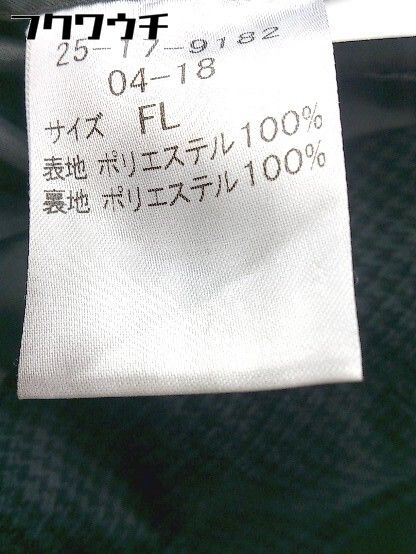 フクワウチ
25-17-9182
04-18
サイズ FL
表地 ポリエステル100%
裏地 ポリエステル100%